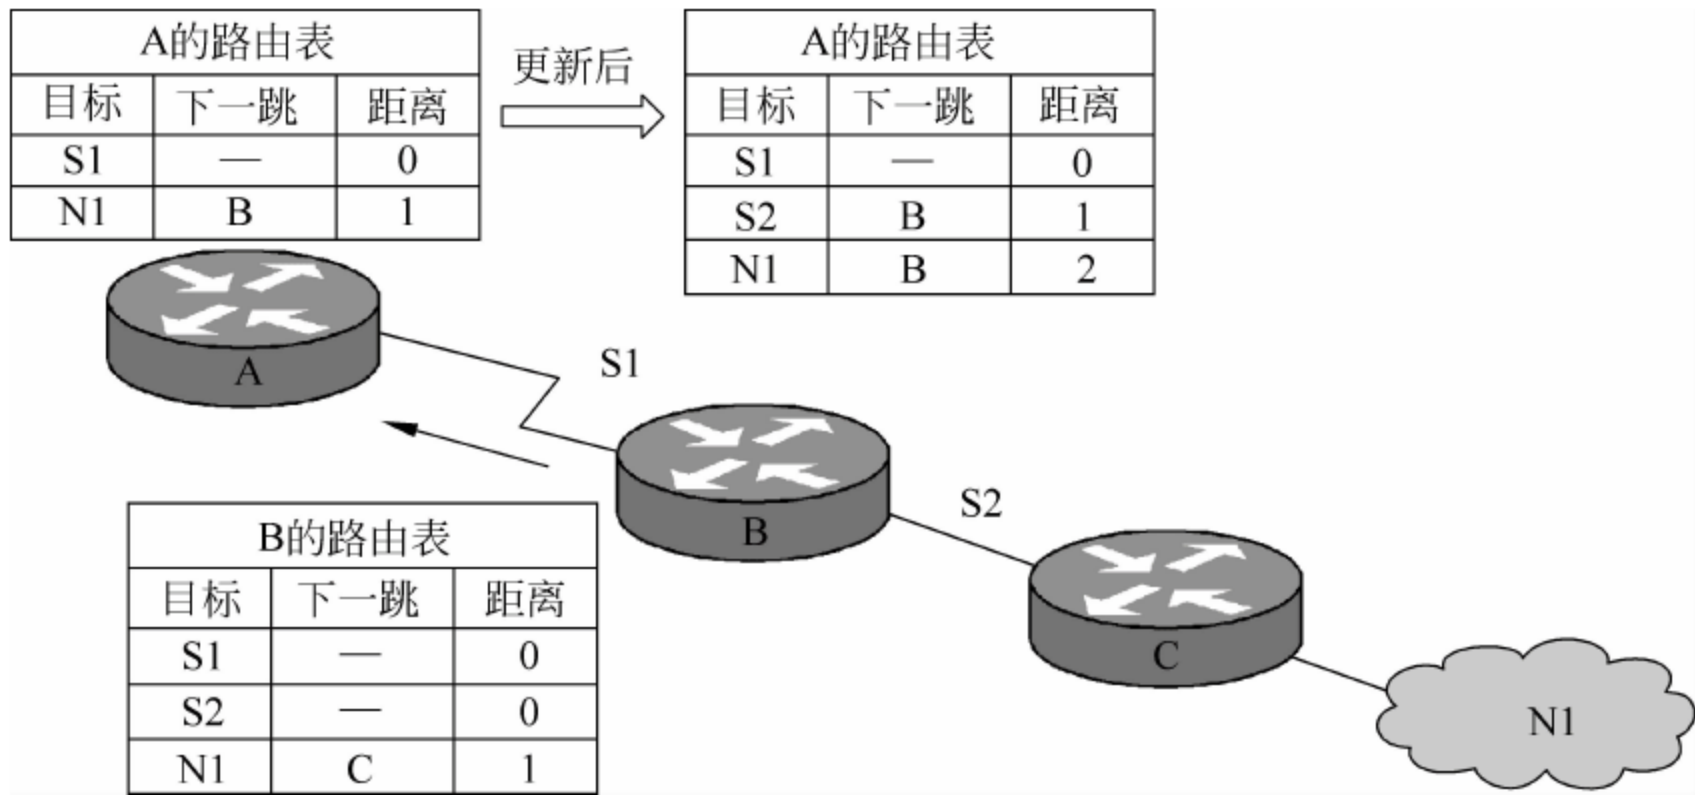 A的路由表
目标 下一跳 距离
S1 — 0
N1 B 1
更新后
A的路由表
目标 下一跳 距离
S1 — 0
S2 B 1
N1 B 2
A
S1
B
S2
C
N1
B的路由表
目标 下一跳 距离
S1 — 0
S2 — 0
N1 C 1